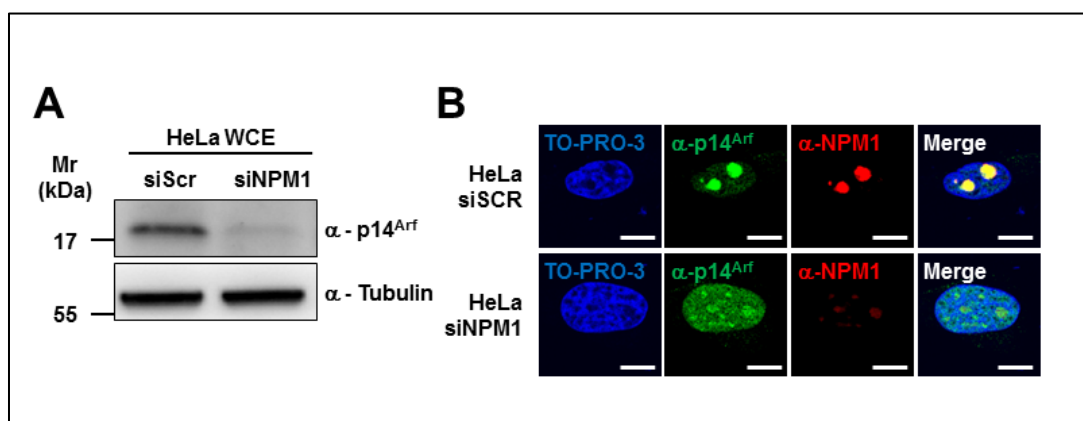 A
HeLa WCE
Mr
(kDa)
siScr
siNPM1
17
α - p14Arf
55
α - Tubulin
B
TO-PRO-3
α-p14Arf
α-NPM1
Merge
HeLa
siSCR
TO-PRO-3
α-p14Arf
α-NPM1
Merge
HeLa
siNPM1